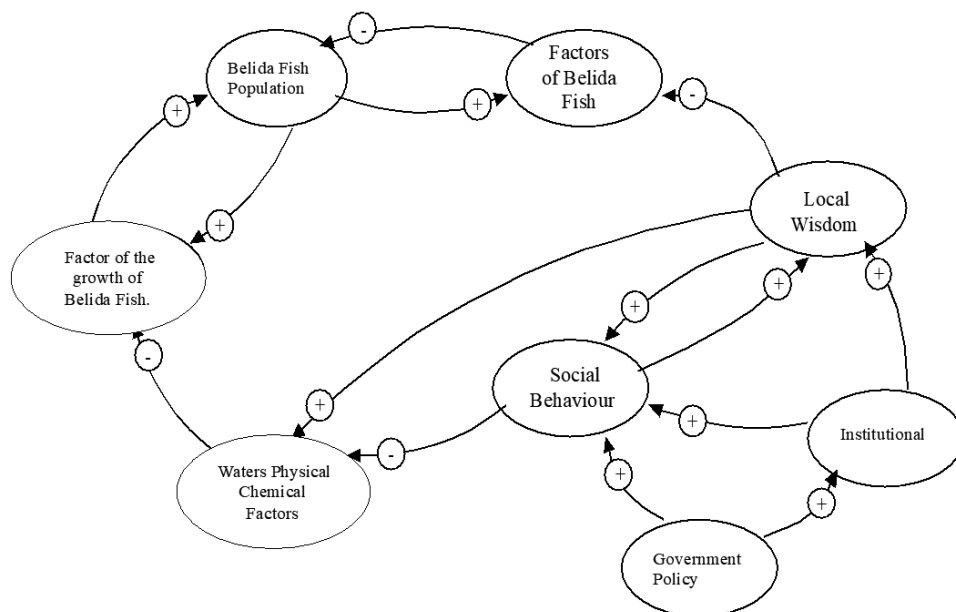 -
Belida Fish
Population
Factors
of Belida
Fish
+
+
-
Local
Wisdom
+
Factor of the
growth of
Belida Fish.
+
+
+
-
Social
Behaviour
+
+
Institutional
-
Waters Physical
Chemical
Factors
+
+
Government
Policy